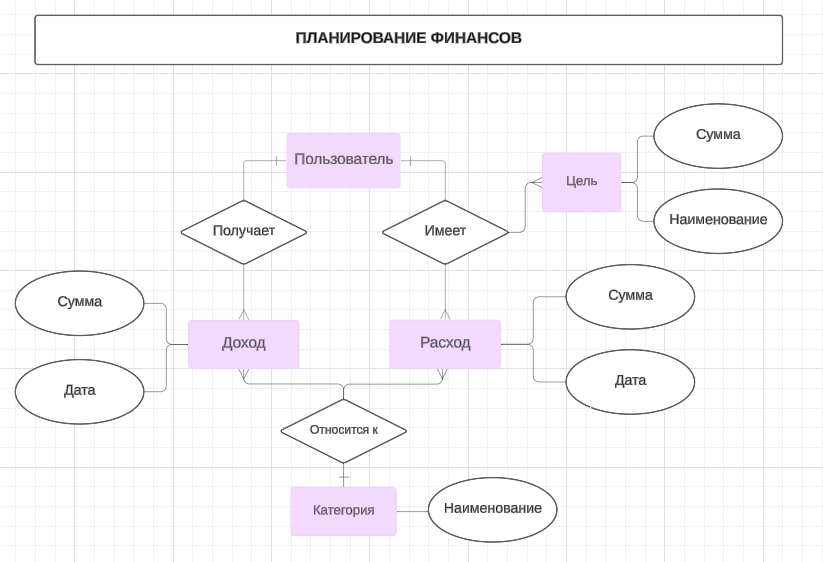 ПЛАНИРОВАНИЕ ФИНАНСОВ
Сумма
Пользователь
Цель
Наименование
Получает
Имеет
Сумма
Сумма
Доход
Расход
Дата
Дата
Относится к
Категория
Наименование